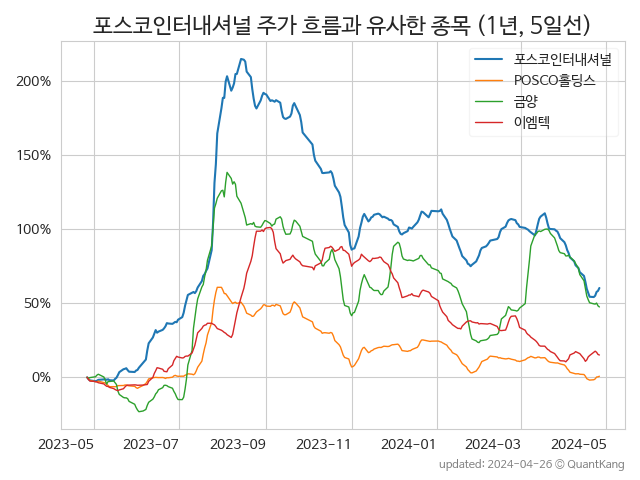 포스코인터내셔널 주가 흐름과 유사한 종목 (1년, 5일선)
포스코인터내셔널
POSCO홀딩스
금양
이엠텍
200%
150%
100%
50%
0%
2023-05 2023-07 2023-09 2023-11 2024-01 2024-03 2024-05
updated: 2024-04-26 © QuantKang